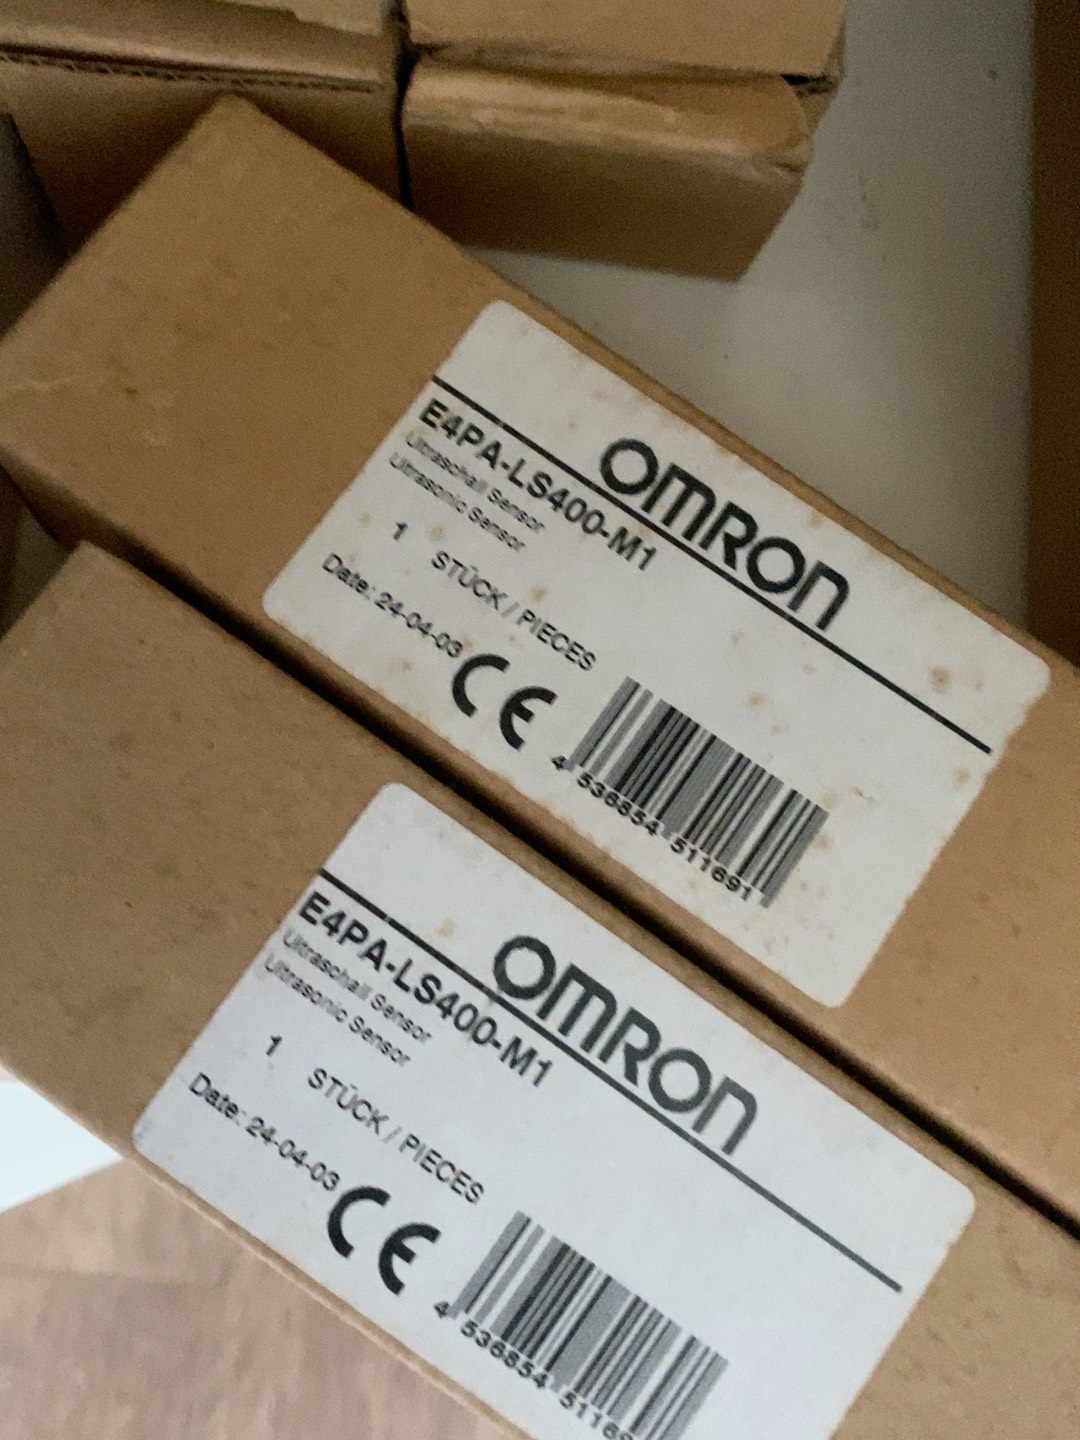 OMRON
E4PA-LS400-M1
Ultraschall Sensor
Ultrasonic Sensor
1 STÜCK / PIECES
Date: 24-04-03
CE
4 536854 511691
OMRON
E4PA-LS400-M1
Ultraschall Sensor
Ultrasonic Sensor
1 STÜCK / PIECES
Date: 24-04-03
CE
4 536854 51169